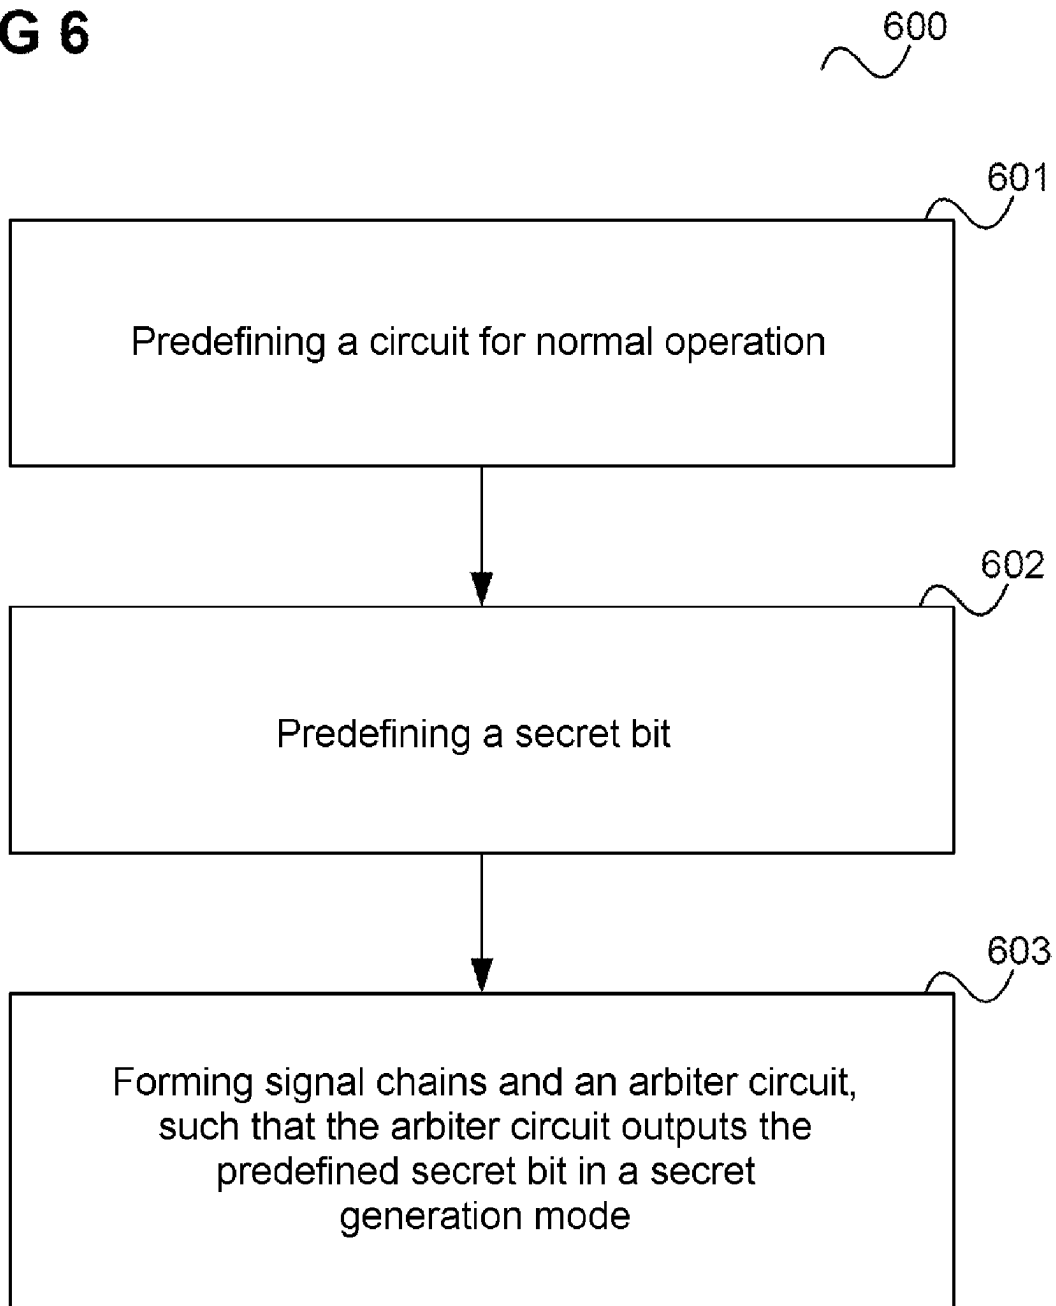 G 6
600
601
Predefining a circuit for normal operation
602
Predefining a secret bit
603
Forming signal chains and an arbiter circuit,
such that the arbiter circuit outputs the
predefined secret bit in a secret
generation mode